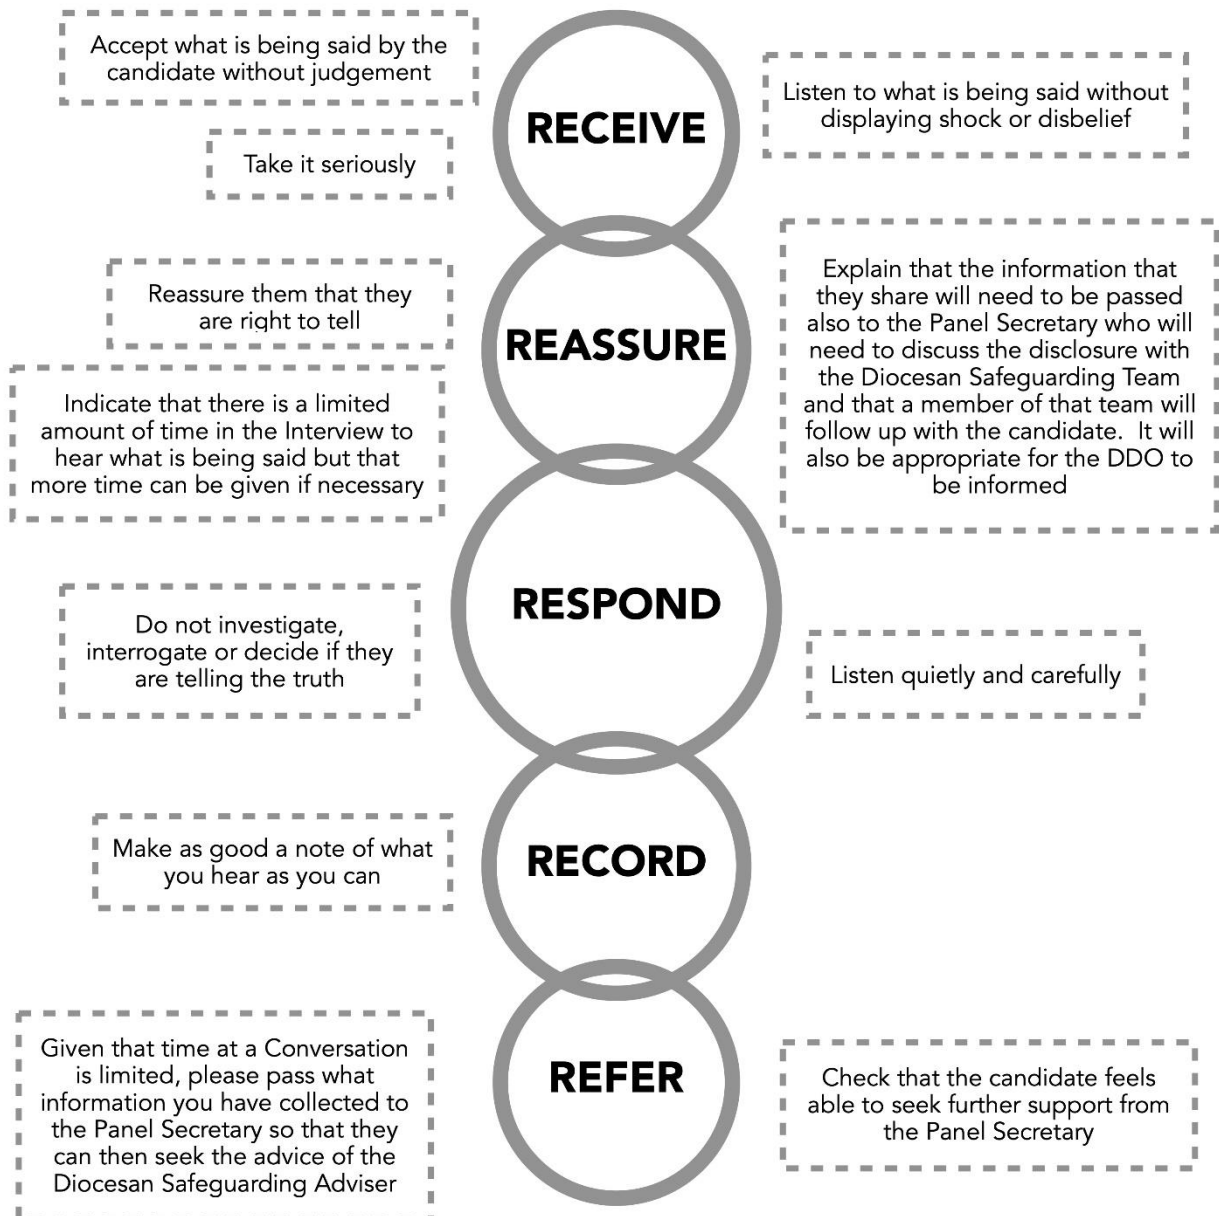 Accept what is being said by the
candidate without judgement
RECEIVE
Listen to what is being said without
displaying shock or disbelief
Take it seriously
Reassure them that they
are right to tell
REASSURE
Explain that the information that
they share will need to be passed
also to the Panel Secretary who will
need to discuss the disclosure with
the Diocesan Safeguarding Team
and that a member of that team will
follow up with the candidate. It will
also be appropriate for the DDO to
be informed
Indicate that there is a limited
amount of time in the Interview to
hear what is being said but that
more time can be given if necessary
RESPOND
Do not investigate,
interrogate or decide if they
are telling the truth
Listen quietly and carefully
RECORD
Make as good a note of what
you hear as you can
REFER
Given that time at a Conversation
is limited, please pass what
information you have collected to
the Panel Secretary so that they
can then seek the advice of the
Diocesan Safeguarding Adviser
Check that the candidate feels
able to seek further support from
the Panel Secretary